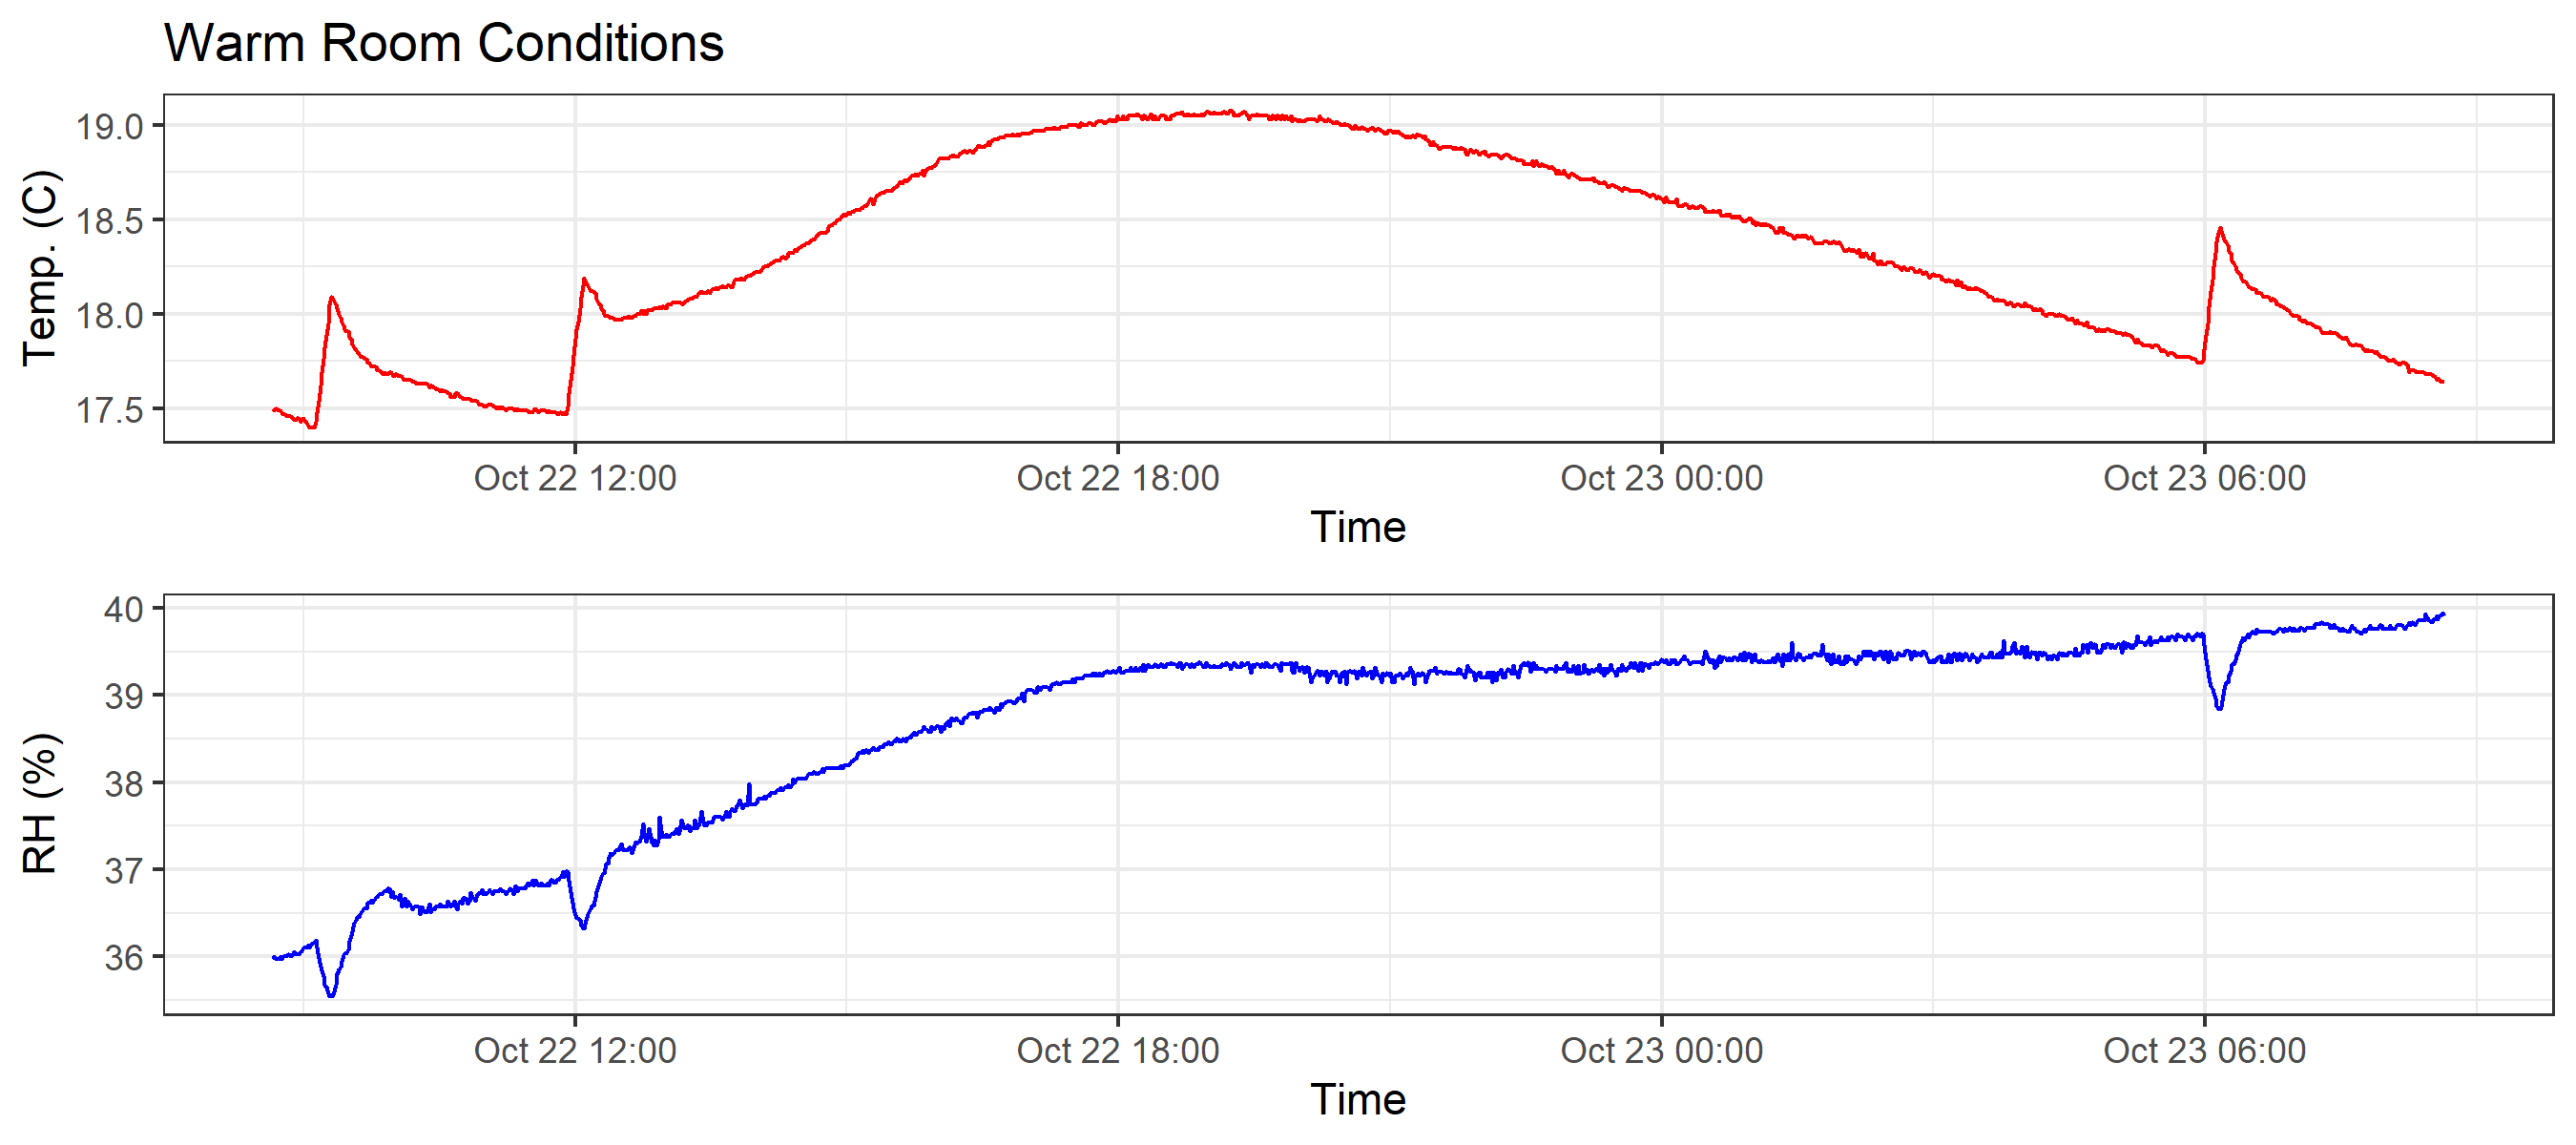 Warm Room Conditions
Temp. (C)
19.0
18.5
18.0
17.5
Oct 22 12:00 Oct 22 18:00 Oct 23 00:00 Oct 23 06:00
Time
RH (%)
40
39
38
37
36
Oct 22 12:00 Oct 22 18:00 Oct 23 00:00 Oct 23 06:00
Time